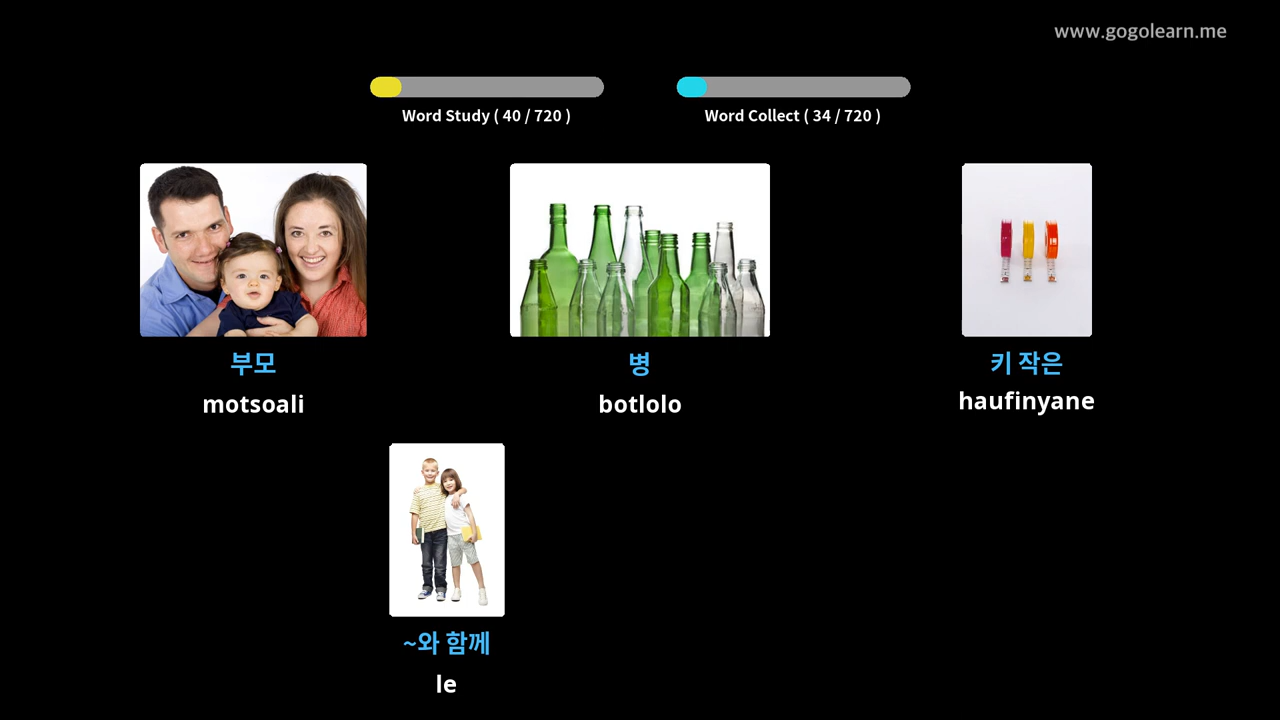 www.gogolearn.me
Word Study ( 40 / 720 )
Word Collect ( 34 / 720 )
부모
병
키 작은
motsoali
botlolo
haufinyane
~와 함께
le